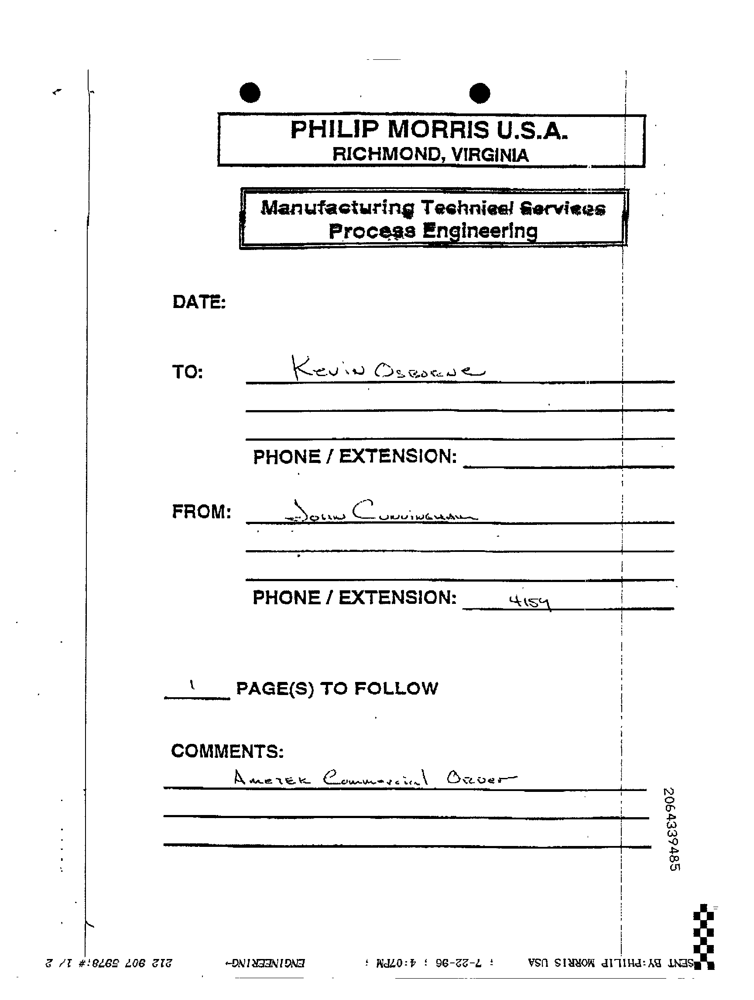 PHILIP MORRIS U.S.A.
RICHMOND, VIRGINIA
Manufacturing Technical Services
Process Engineering
DATE:
TO: Kevin Osborne
PHONE / EXTENSION:
FROM: John Cunningham
PHONE / EXTENSION: 4159
1 PAGE(S) TO FOLLOW
COMMENTS:
Ametek Commercial Order
2064339485
SENT BY:PHILIP MORRIS USA ; 7-22-96 ; 4:07PM ; ENGINEERING→ 212 907 5978:# 1/ 2